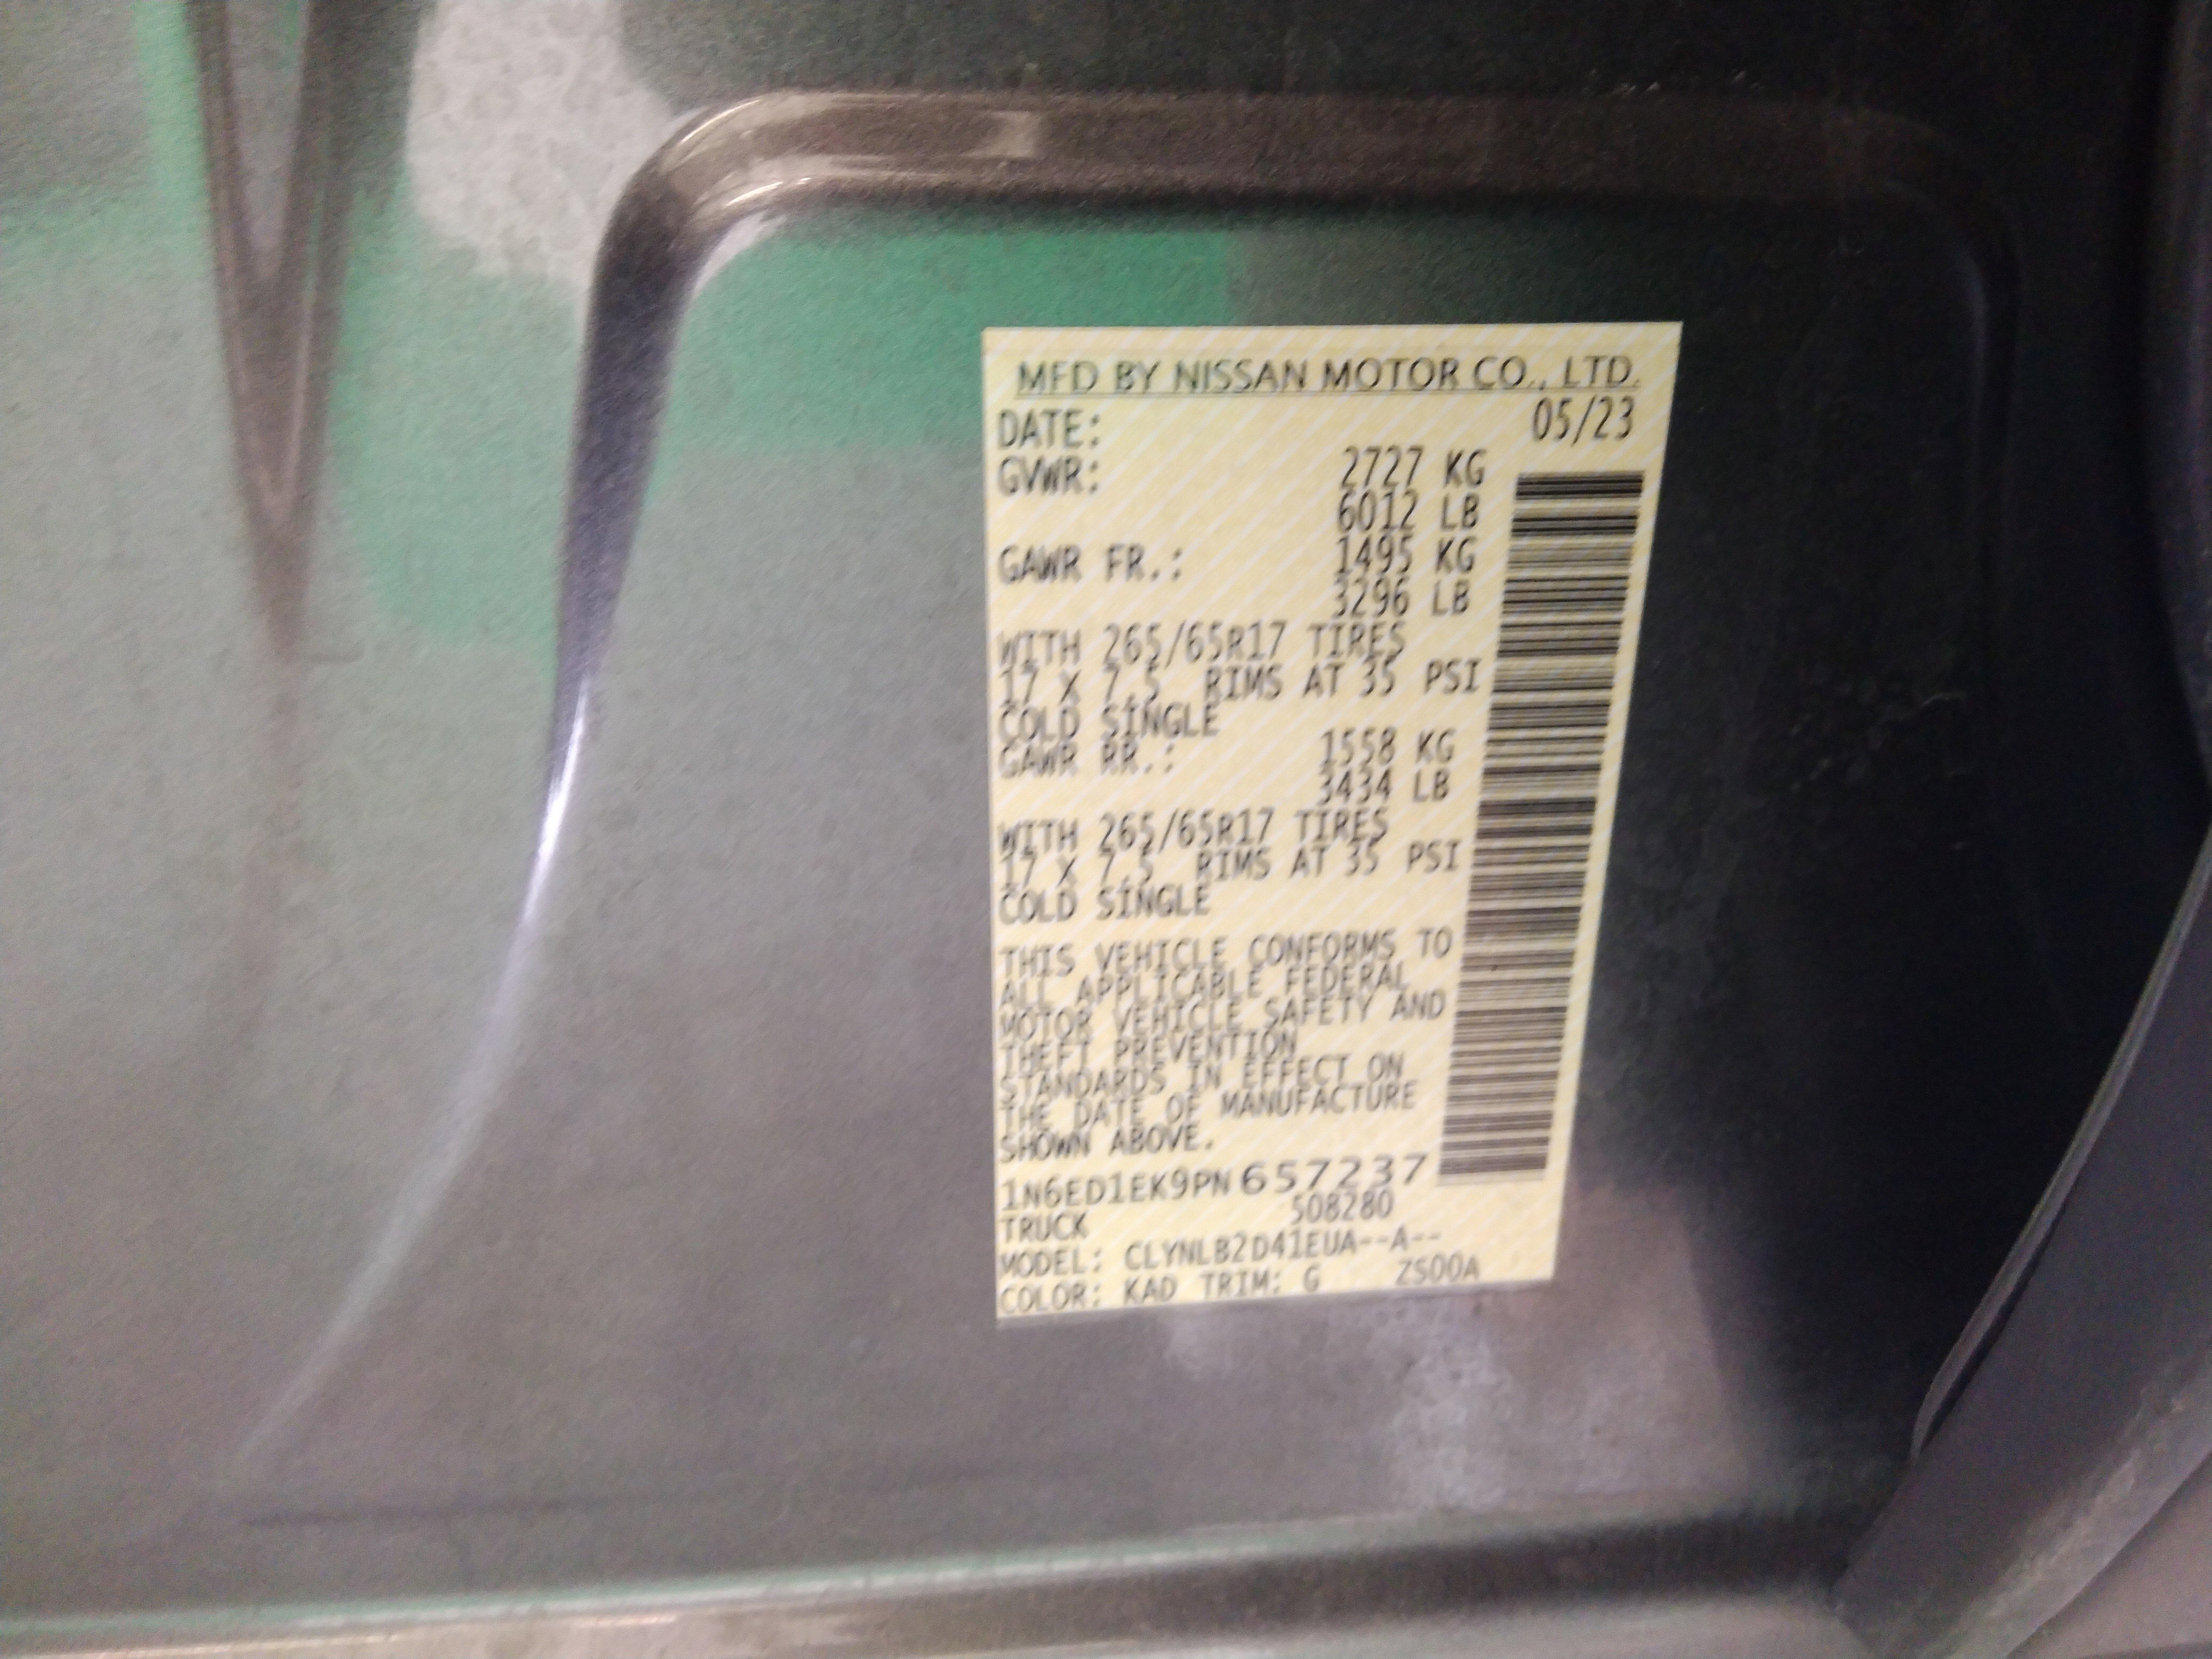 MFD BY NISSAN MOTOR CO., LTD.
DATE: 05/23
GVWR: 2727 KG
6012 LB
GAWR FR.: 1495 KG
3296 LB
WITH 265/65R17 TIRES
17 X 7.5 RIMS AT 35 PSI
COLD SINGLE
GAWR RR.: 1558 KG
3434 LB
WITH 265/65R17 TIRES
17 X 7.5 RIMS AT 35 PSI
COLD SINGLE
THIS VEHICLE CONFORMS TO
ALL APPLICABLE FEDERAL
MOTOR VEHICLE SAFETY AND
THEFT PREVENTION
STANDARDS IN EFFECT ON
THE DATE OF MANUFACTURE
SHOWN ABOVE.
1N6ED1EK9PN657237
TRUCK 508280
MODEL: CLYNLB2D41EUA--A--
COLOR: KAD TRIM: G ZS00A